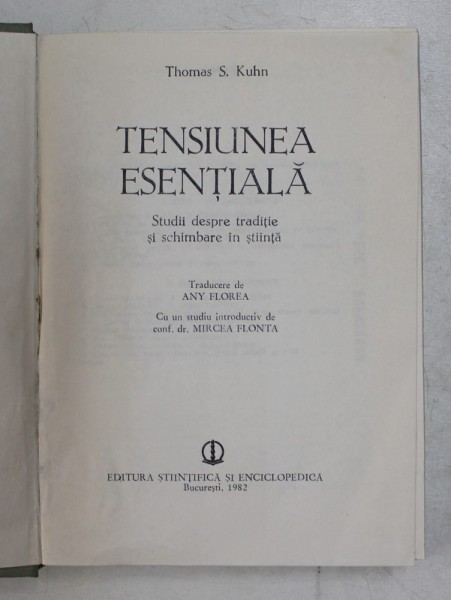 Thomas S. Kuhn
TENSIUNEA
ESENȚIALĂ
Studii despre tradiție
și schimbare în știință
Traducere de
ANY FLOREA
Cu un studiu introductiv de
conf. dr. MIRCEA FLONTA
EDITURA ȘTIINȚIFICĂ ȘI ENCICLOPEDICĂ
București, 1982